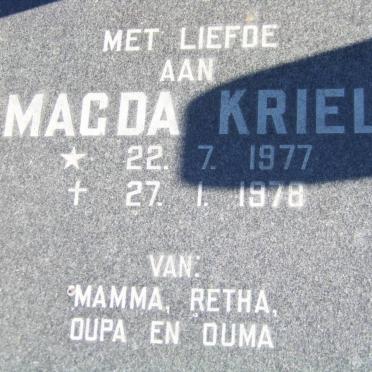 MET LIEFDE
AAN
MAGDA KRIEL
★ 22. 7. 1977
† 27. 1. 1978
VAN:
MAMMA, RETHA,
OUPA EN OUMA